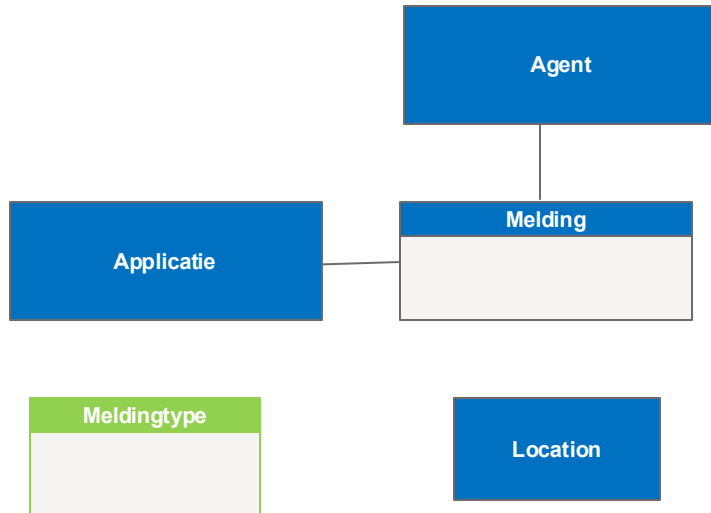 Agent
Melding
Applicatie
Meldingtype
Location